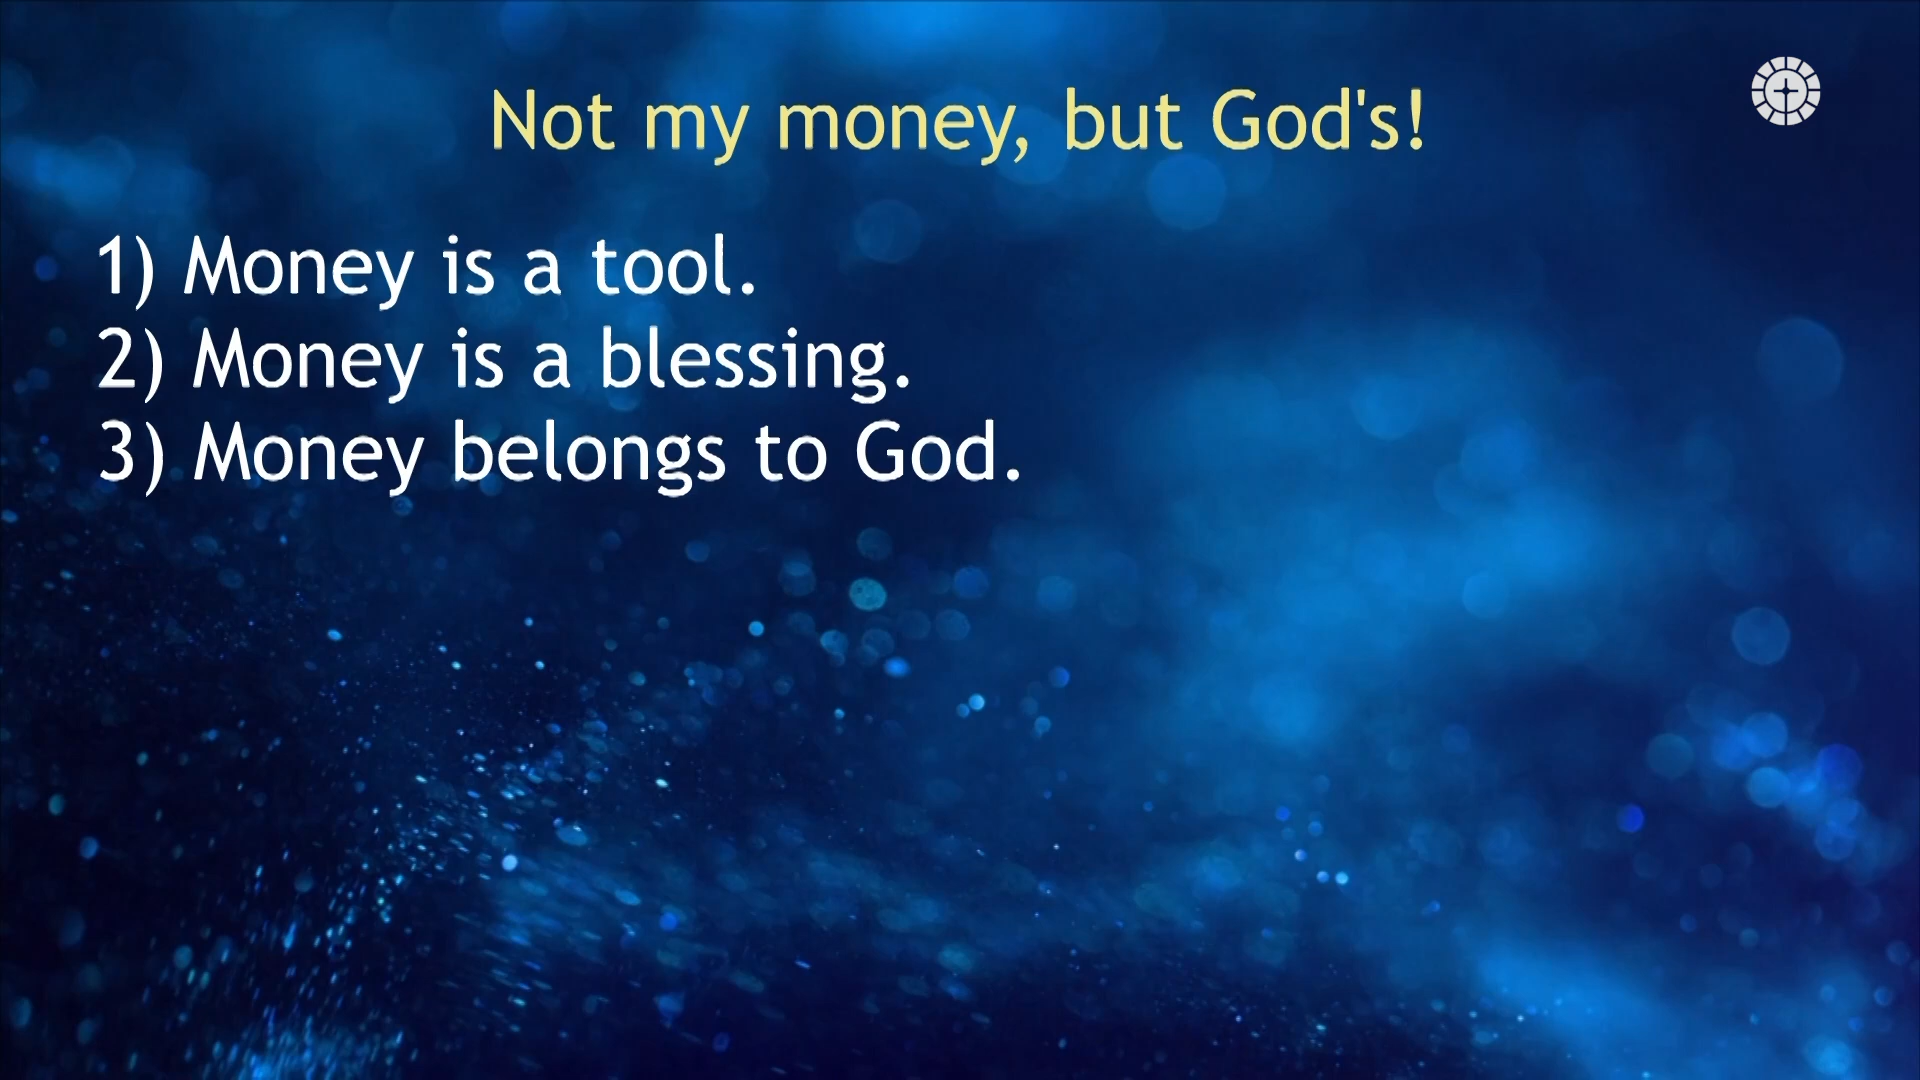 Not my money, but God's!
1) Money is a tool.
2) Money is a blessing.
3) Money belongs to God.